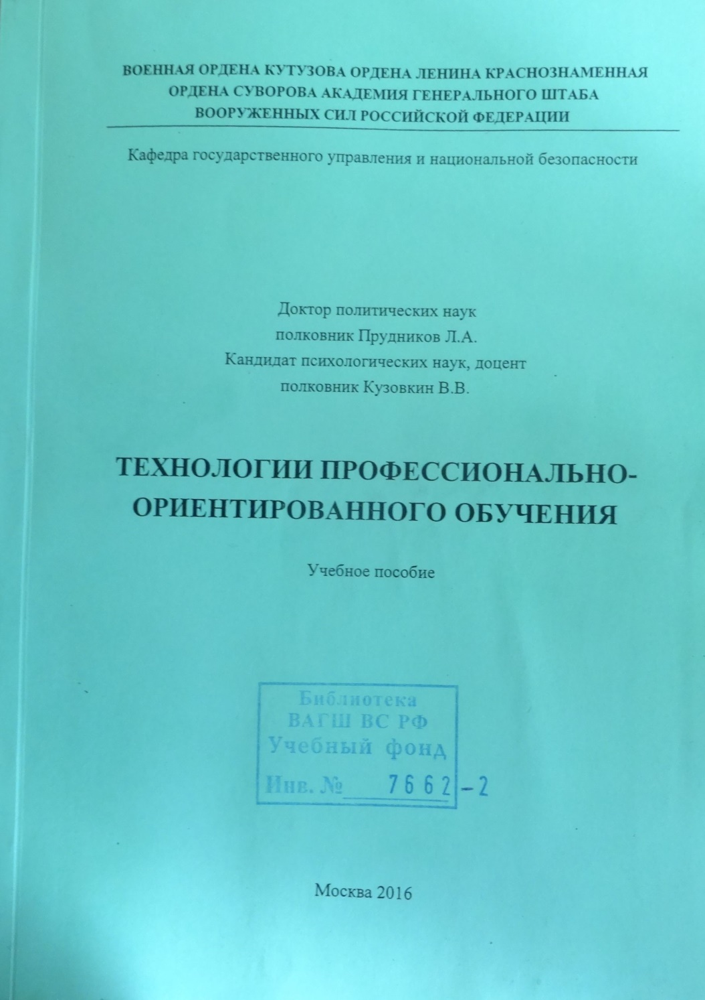 ВОЕННАЯ ОРДЕНА КУТУЗОВА ОРДЕНА ЛЕНИНА КРАСНОЗНАМЕННАЯ
ОРДЕНА СУВОРОВА АКАДЕМИЯ ГЕНЕРАЛЬНОГО ШТАБА
ВООРУЖЕННЫХ СИЛ РОССИЙСКОЙ ФЕДЕРАЦИИ
Кафедра государственного управления и национальной безопасности
Доктор политических наук
полковник Прудников Л.А.
Кандидат психологических наук, доцент
полковник Кузовкин В.В.
ТЕХНОЛОГИИ ПРОФЕССИОНАЛЬНО-
ОРИЕНТИРОВАННОГО ОБУЧЕНИЯ
Учебное пособие
Библиотека
ВАГШ ВС РФ
Учебный фонд
Инв. № 7662-2
Москва 2016